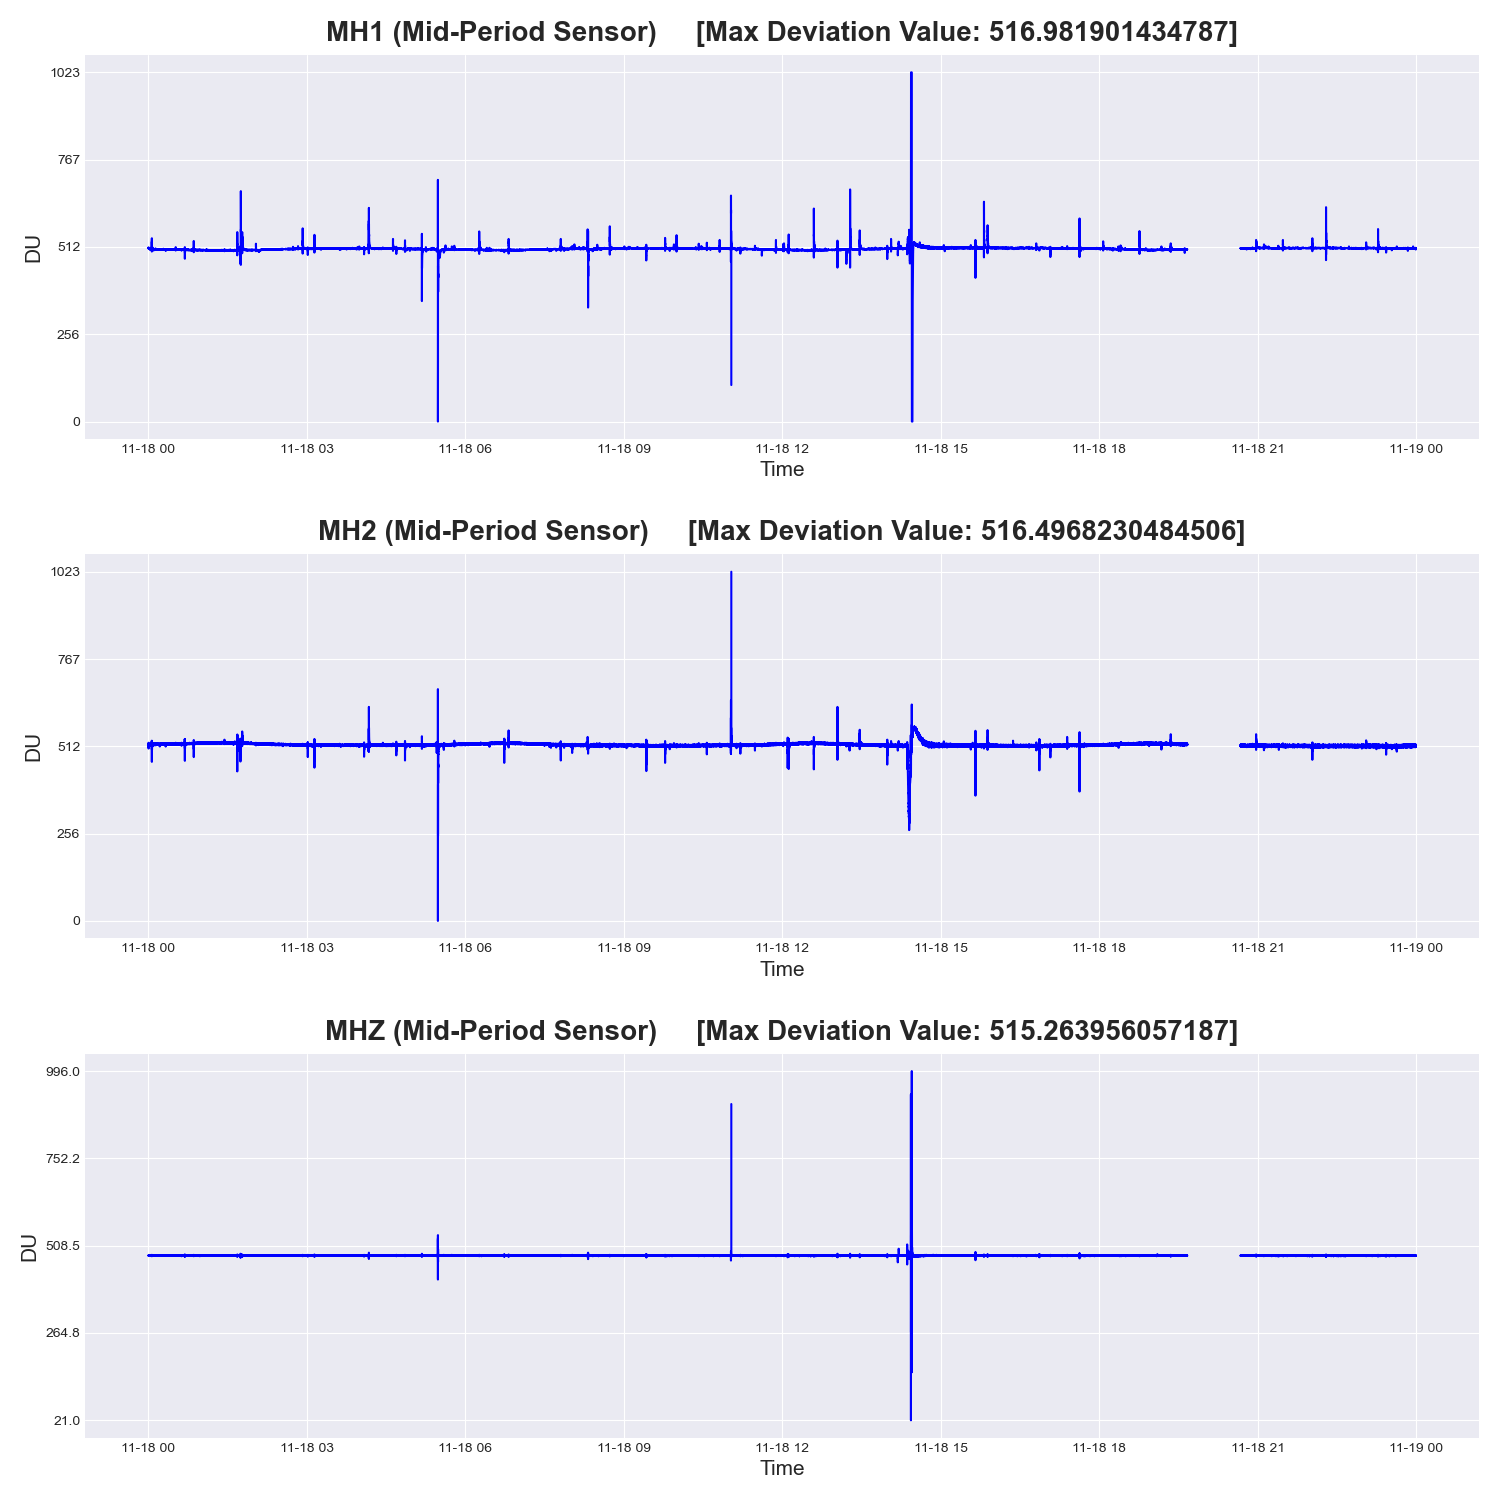 MH1 (Mid-Period Sensor) [Max Deviation Value: 516.981901434787]
1023
767
512
256
0
DU
11-18 00 11-18 03 11-18 06 11-18 09 11-18 12 11-18 15 11-18 18 11-18 21 11-19 00
Time
MH2 (Mid-Period Sensor) [Max Deviation Value: 516.4968230484506]
1023
767
512
256
0
DU
11-18 00 11-18 03 11-18 06 11-18 09 11-18 12 11-18 15 11-18 18 11-18 21 11-19 00
Time
MHZ (Mid-Period Sensor) [Max Deviation Value: 515.263956057187]
996.0
752.2
508.5
264.8
21.0
DU
11-18 00 11-18 03 11-18 06 11-18 09 11-18 12 11-18 15 11-18 18 11-18 21 11-19 00
Time